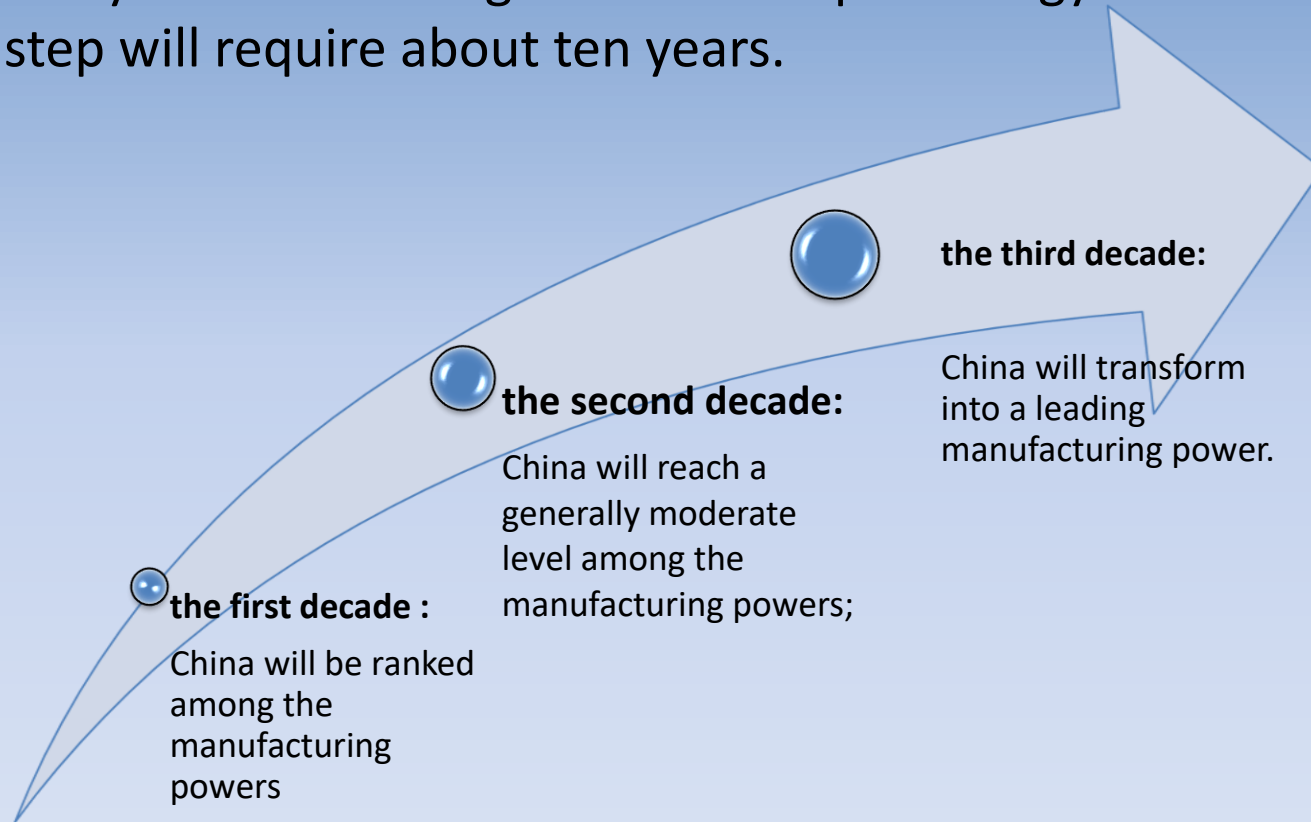 step will require about ten years.
the third decade:
China will transform
into a leading
manufacturing power.
the second decade:
China will reach a
generally moderate
level among the
manufacturing powers;
the first decade :
China will be ranked
among the
manufacturing
powers